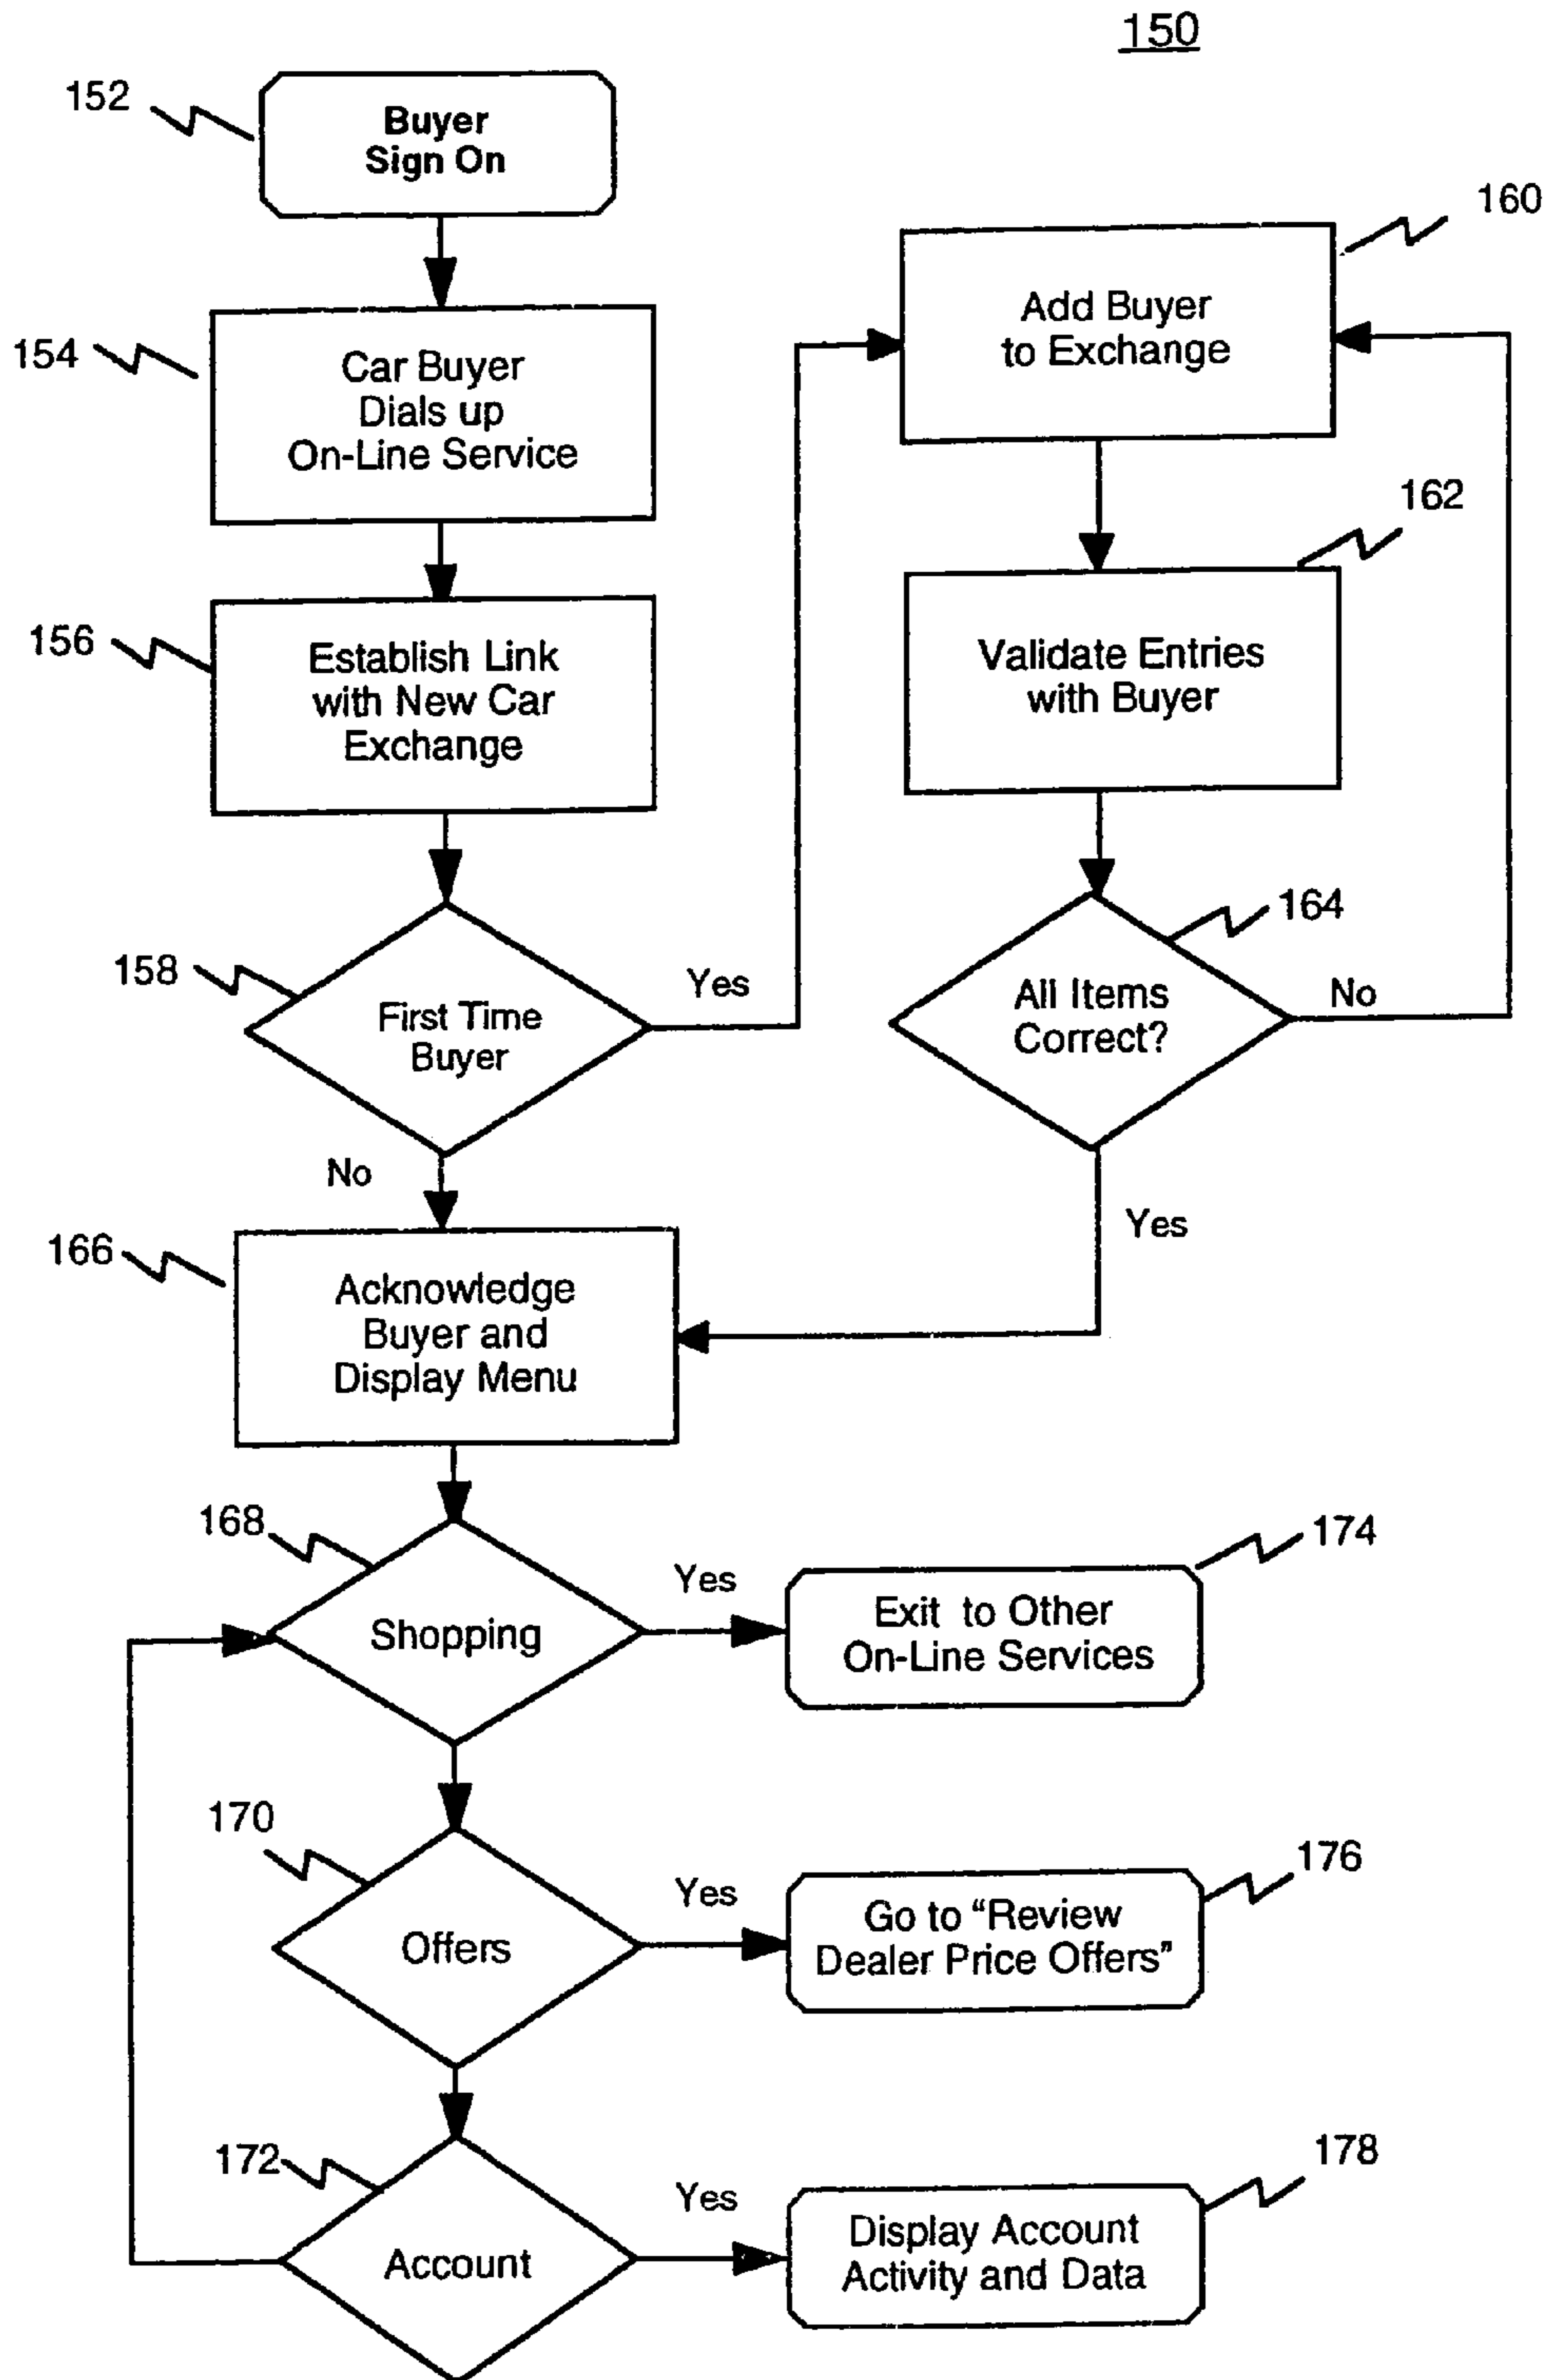 150
152
Buyer
Sign On
154
Car Buyer
Dials up
On-Line Service
156
Establish Link
with New Car
Exchange
158
First Time
Buyer
Yes
No
160
Add Buyer
to Exchange
162
Validate Entries
with Buyer
164
All Items
Correct?
No
Yes
166
Acknowledge
Buyer and
Display Menu
168
Shopping
Yes
174
Exit to Other
On-Line Services
170
Offers
Yes
176
Go to “Review
Dealer Price Offers”
172
Account
Yes
178
Display Account
Activity and Data